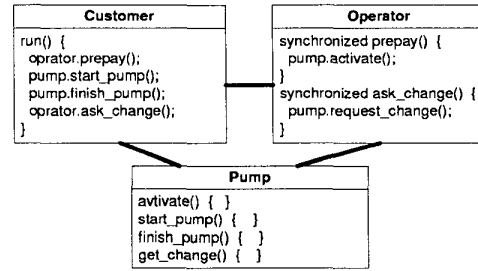 Customer
run() {
oprator.prepay();
pump.start_pump();
pump.finish_pump();
oprator.ask_change();
}
Operator
synchronized prepay() {
pump.activate();
}
synchronized ask_change() {
pump.request_change();
}
Pump
avtivate() { }
start_pump() { }
finish_pump() { }
get_change() { }